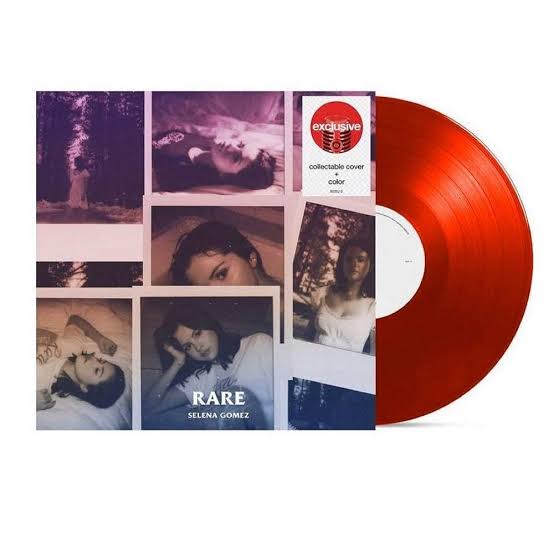 exclusive
collectable cover
+
color
RARE
SELENA GOMEZ